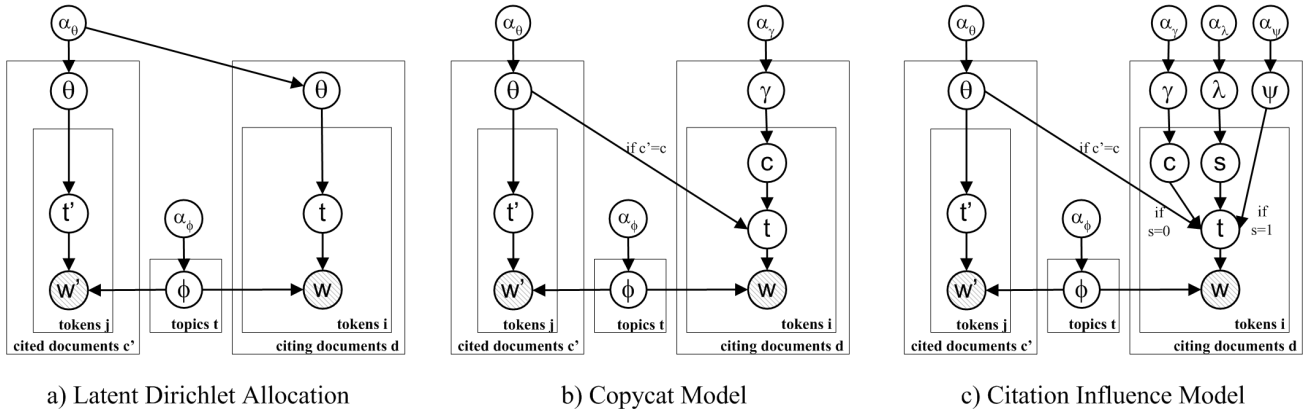 α_θ
θ
θ
t’
t
α_ϕ
w’
ϕ
w
tokens j
topics t
tokens i
cited documents c’
citing documents d
a) Latent Dirichlet Allocation
α_θ
α_γ
θ
γ
if c’=c
c
t’
t
α_ϕ
w’
ϕ
w
tokens j
topics t
tokens i
cited documents c’
citing documents d
b) Copycat Model
α_θ
α_γ
α_λ
α_ψ
θ
γ
λ
ψ
if c’=c
c
s
t’
t
if
s=0
if
s=1
α_ϕ
w’
ϕ
w
tokens j
topics t
tokens i
cited documents c’
citing documents d
c) Citation Influence Model